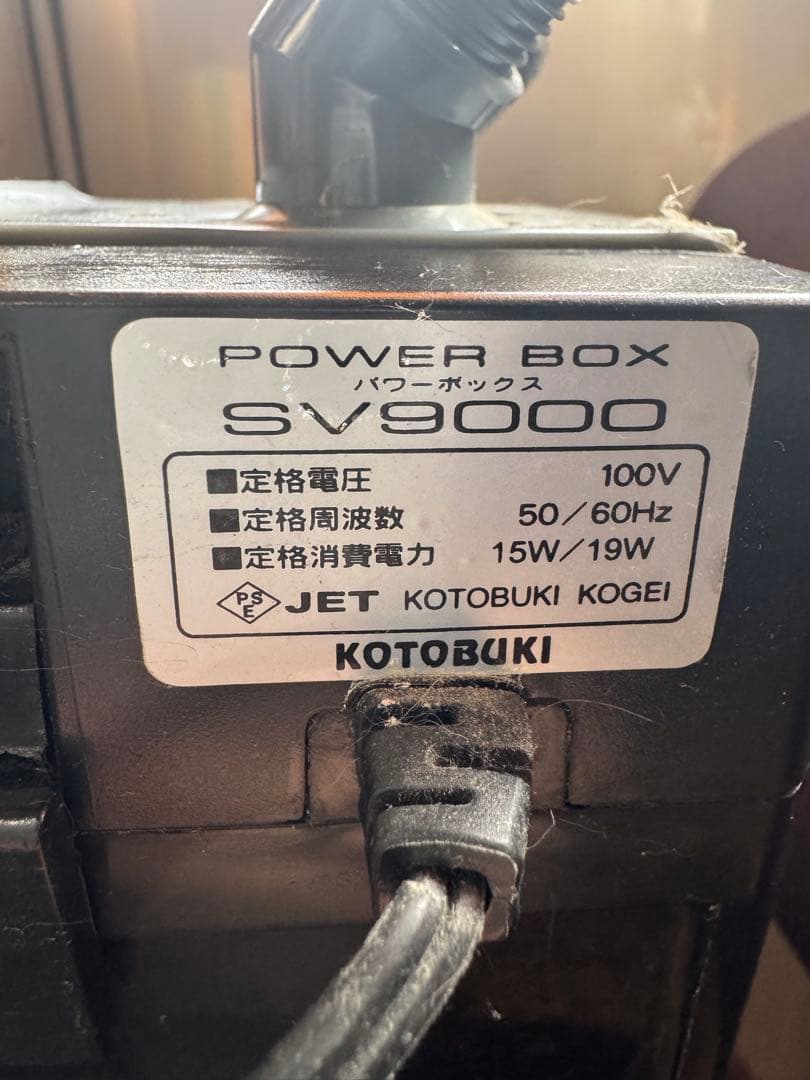 POWER BOX
パワーボックス
SV9000
■定格電圧 100V
■定格周波数 50/60Hz
■定格消費電力 15W/19W
PSE JET KOTOBUKI KOGEI
KOTOBUKI